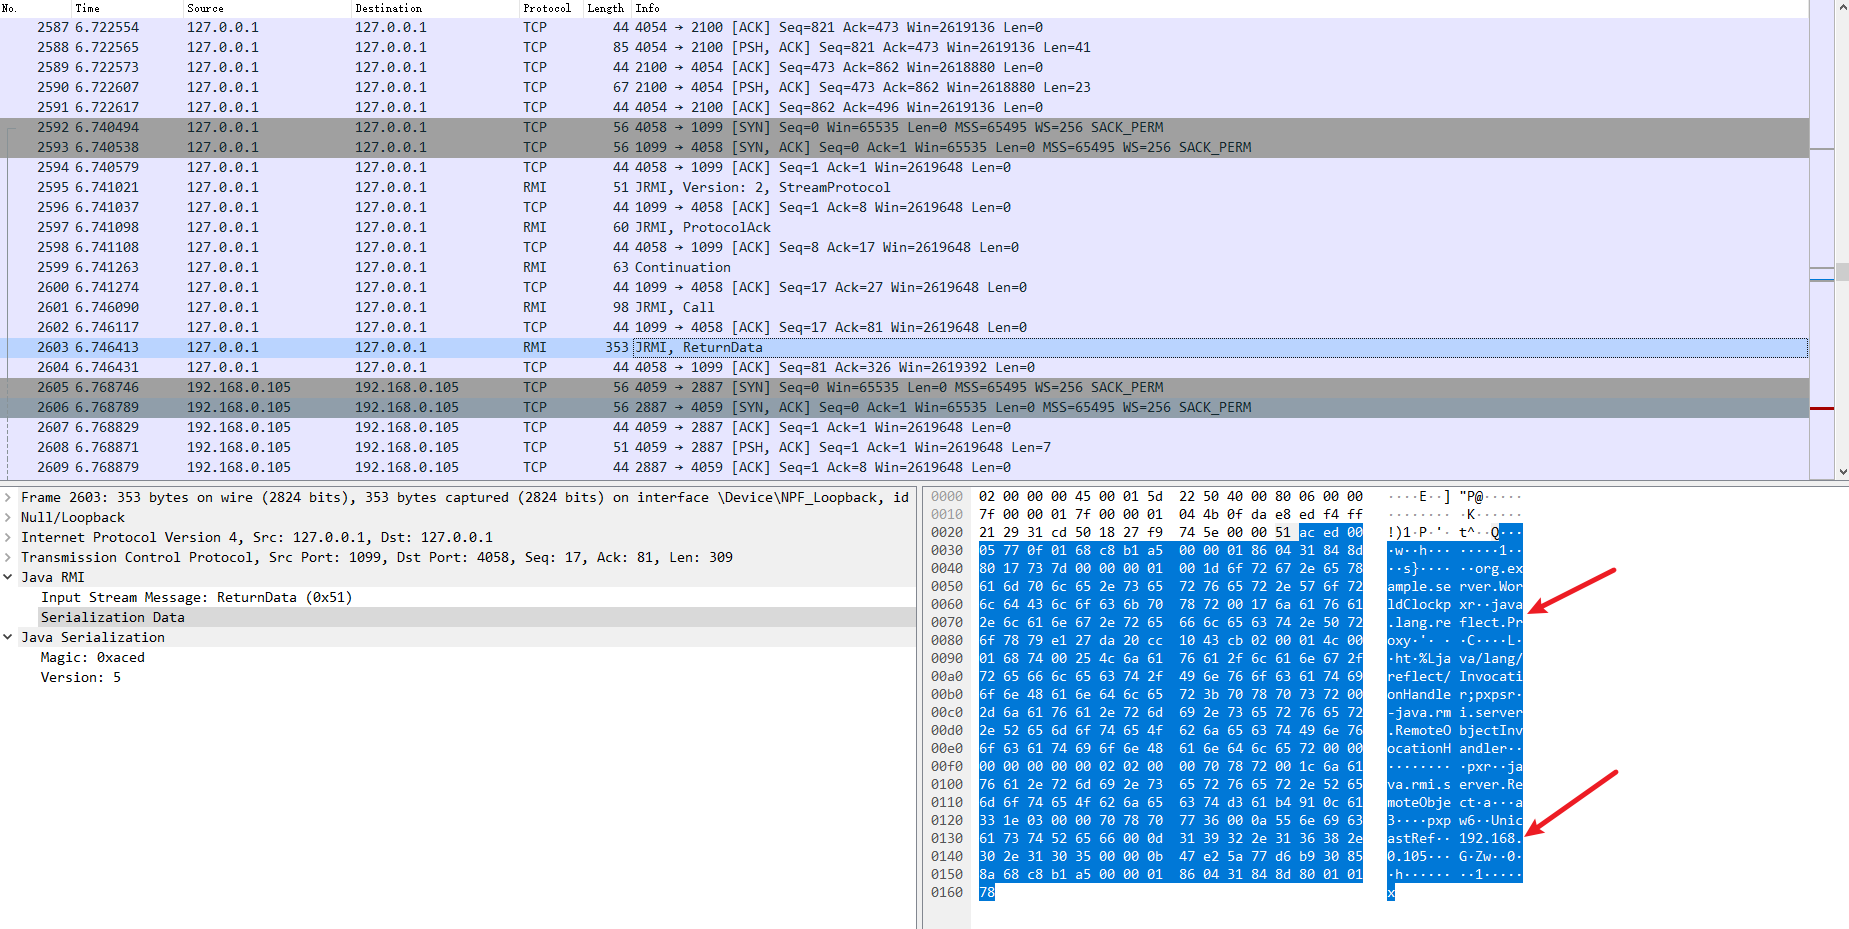 No. Time Source Destination Protocol Length Info
2587 6.722554 127.0.0.1 127.0.0.1 TCP 44 4054 → 2100 [ACK] Seq=821 Ack=473 Win=2619136 Len=0
2588 6.722565 127.0.0.1 127.0.0.1 TCP 85 4054 → 2100 [PSH, ACK] Seq=821 Ack=473 Win=2619136 Len=41
2589 6.722573 127.0.0.1 127.0.0.1 TCP 44 2100 → 4054 [ACK] Seq=473 Ack=862 Win=2618880 Len=0
2590 6.722607 127.0.0.1 127.0.0.1 TCP 67 2100 → 4054 [PSH, ACK] Seq=473 Ack=862 Win=2618880 Len=23
2591 6.722617 127.0.0.1 127.0.0.1 TCP 44 4054 → 2100 [ACK] Seq=862 Ack=496 Win=2619136 Len=0
2592 6.740494 127.0.0.1 127.0.0.1 TCP 56 4058 → 1099 [SYN] Seq=0 Win=65535 Len=0 MSS=65495 WS=256 SACK_PERM
2593 6.740538 127.0.0.1 127.0.0.1 TCP 56 1099 → 4058 [SYN, ACK] Seq=0 Ack=1 Win=65535 Len=0 MSS=65495 WS=256 SACK_PERM
2594 6.740579 127.0.0.1 127.0.0.1 TCP 44 4058 → 1099 [ACK] Seq=1 Ack=1 Win=2619648 Len=0
2595 6.741021 127.0.0.1 127.0.0.1 RMI 51 JRMI, Version: 2, StreamProtocol
2596 6.741037 127.0.0.1 127.0.0.1 TCP 44 1099 → 4058 [ACK] Seq=1 Ack=8 Win=2619648 Len=0
2597 6.741098 127.0.0.1 127.0.0.1 RMI 60 JRMI, ProtocolAck
2598 6.741108 127.0.0.1 127.0.0.1 TCP 44 4058 → 1099 [ACK] Seq=8 Ack=17 Win=2619648 Len=0
2599 6.741263 127.0.0.1 127.0.0.1 RMI 63 Continuation
2600 6.741274 127.0.0.1 127.0.0.1 TCP 44 1099 → 4058 [ACK] Seq=17 Ack=27 Win=2619648 Len=0
2601 6.746090 127.0.0.1 127.0.0.1 RMI 98 JRMI, Call
2602 6.746117 127.0.0.1 127.0.0.1 TCP 44 1099 → 4058 [ACK] Seq=17 Ack=81 Win=2619648 Len=0
2603 6.746413 127.0.0.1 127.0.0.1 RMI 353 JRMI, ReturnData
2604 6.746431 127.0.0.1 127.0.0.1 TCP 44 4058 → 1099 [ACK] Seq=81 Ack=326 Win=2619392 Len=0
2605 6.768746 192.168.0.105 192.168.0.105 TCP 56 4059 → 2887 [SYN] Seq=0 Win=65535 Len=0 MSS=65495 WS=256 SACK_PERM
2606 6.768789 192.168.0.105 192.168.0.105 TCP 56 2887 → 4059 [SYN, ACK] Seq=0 Ack=1 Win=65535 Len=0 MSS=65495 WS=256 SACK_PERM
2607 6.768829 192.168.0.105 192.168.0.105 TCP 44 4059 → 2887 [ACK] Seq=1 Ack=1 Win=2619648 Len=0
2608 6.768871 192.168.0.105 192.168.0.105 TCP 51 4059 → 2887 [PSH, ACK] Seq=1 Ack=1 Win=2619648 Len=7
2609 6.768879 192.168.0.105 192.168.0.105 TCP 44 2887 → 4059 [ACK] Seq=1 Ack=8 Win=2619648 Len=0
Frame 2603: 353 bytes on wire (2824 bits), 353 bytes captured (2824 bits) on interface \Device\NPF_Loopback, id
Null/Loopback
Internet Protocol Version 4, Src: 127.0.0.1, Dst: 127.0.0.1
Transmission Control Protocol, Src Port: 1099, Dst Port: 4058, Seq: 17, Ack: 81, Len: 309
Java RMI
Input Stream Message: ReturnData (0x51)
Serialization Data
Java Serialization
Magic: 0xaced
Version: 5
0000 02 00 00 00 45 00 01 5d 22 50 40 00 80 06 00 00 ····E··] "P@·····
0010 7f 00 00 01 7f 00 00 01 04 4b 0f da e8 ed f4 ff ········ ·K······
0020 21 29 31 cd 50 18 27 f9 74 5e 00 00 51 ac ed 00 !)1·P·'· t^··Q···
0030 05 77 0f 01 68 c8 b1 a5 00 00 01 86 04 31 84 8d ·w··h··· ·····1··
0040 80 17 73 7d 00 00 00 01 00 1d 6f 72 67 2e 65 78 ··s}···· ··org.ex
0050 61 6d 70 6c 65 2e 73 65 72 76 65 72 2e 57 6f 72 ample.se rver.Wor
0060 6c 64 43 6c 6f 63 6b 70 78 72 00 17 6a 61 76 61 ldClockp xr··java
0070 2e 6c 61 6e 67 2e 72 65 66 6c 65 63 74 2e 50 72 .lang.re flect.Pr
0080 6f 78 79 e1 27 da 20 cc 10 43 cb 02 00 01 4c 00 oxy·'· · ·C····L·
0090 01 68 74 00 25 4c 6a 61 76 61 2f 6c 61 6e 67 2f ·ht·%Lja va/lang/
00a0 72 65 66 6c 65 63 74 2f 49 6e 76 6f 63 61 74 69 reflect/ Invocati
00b0 6f 6e 48 61 6e 64 6c 65 72 3b 70 78 70 73 72 00 onHandle r;pxpsr·
00c0 2d 6a 61 76 61 2e 72 6d 69 2e 73 65 72 76 65 72 -java.rm i.server
00d0 2e 52 65 6d 6f 74 65 4f 62 6a 65 63 74 49 6e 76 .RemoteO bjectInv
00e0 6f 63 61 74 69 6f 6e 48 61 6e 64 6c 65 72 00 00 ocationH andler··
00f0 00 00 00 00 00 02 02 00 00 70 78 72 00 1c 6a 61 ········ ·pxr··ja
0100 76 61 2e 72 6d 69 2e 73 65 72 76 65 72 2e 52 65 va.rmi.s erver.Re
0110 6d 6f 74 65 4f 62 6a 65 63 74 d3 61 b4 91 0c 61 moteObje ct·a···a
0120 33 1e 03 00 00 70 78 70 77 36 00 0a 55 6e 69 63 3····pxp w6··Unic
0130 61 73 74 52 65 66 00 0d 31 39 32 2e 31 36 38 2e astRef·· 192.168.
0140 30 2e 31 30 35 00 00 0b 47 e2 5a 77 d6 b9 30 85 0.105··· G·Zw··0·
0150 8a 68 c8 b1 a5 00 00 01 86 04 31 84 8d 80 01 01 ·h······ ··1·····
0160 78 x